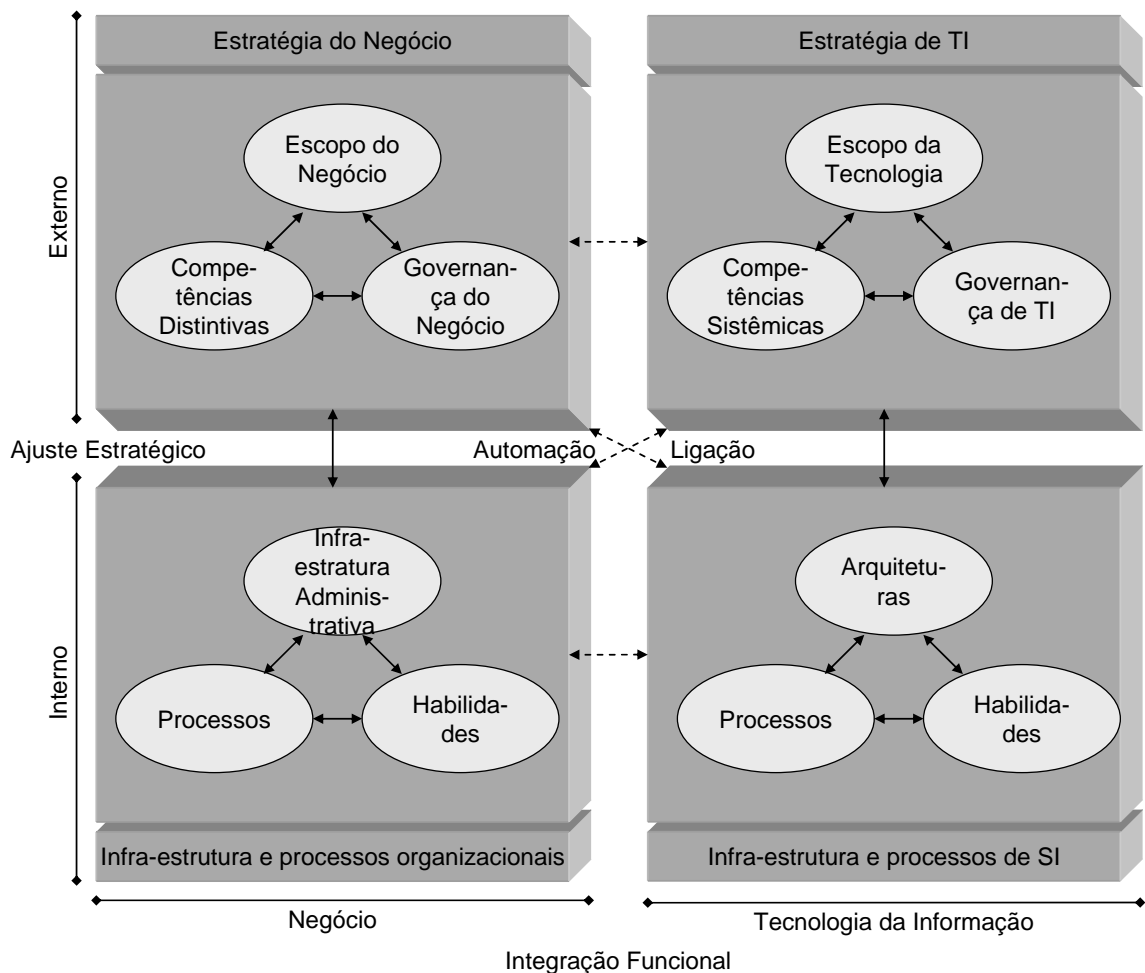 Estratégia do Negócio
Estratégia de TI
Externo
Escopo do
Negócio
Compe-
tências
Distintivas
Governan-
ça do
Negócio
Escopo da
Tecnologia
Compe-
tências
Sistêmicas
Governan-
ça de TI
Ajuste Estratégico
Automação
Ligação
Interno
Infra-
estratura
Adminis-
trativa
Processos
Habilida-
des
Arquitetu-
ras
Processos
Habilida-
des
Infra-estrutura e processos organizacionais
Infra-estrutura e processos de SI
Negócio
Tecnologia da Informação
Integração Funcional